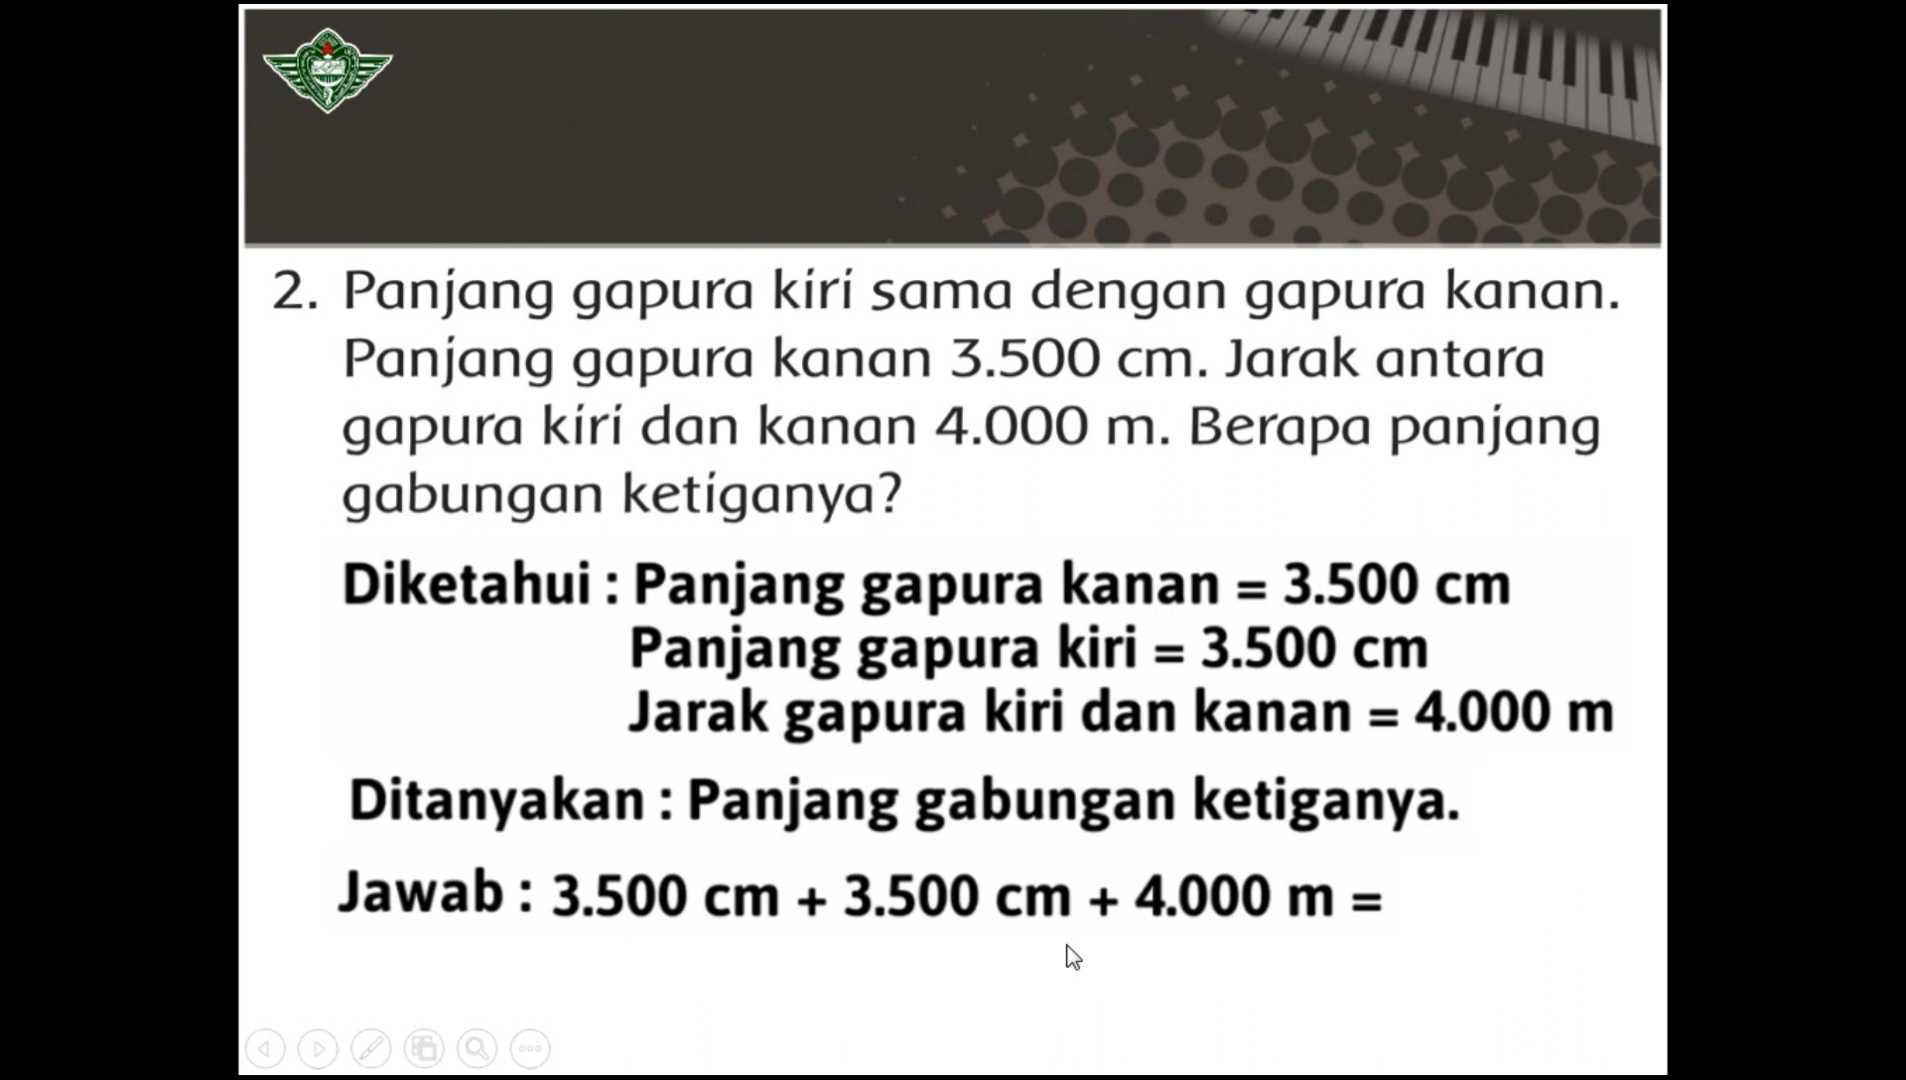 2. Panjang gapura kiri sama dengan gapura kanan.
Panjang gapura kanan 3.500 cm. Jarak antara
gapura kiri dan kanan 4.000 m. Berapa panjang
gabungan ketiganya?
Diketahui : Panjang gapura kanan = 3.500 cm
Panjang gapura kiri = 3.500 cm
Jarak gapura kiri dan kanan = 4.000 m
Ditanyakan : Panjang gabungan ketiganya.
Jawab : 3.500 cm + 3.500 cm + 4.000 m =